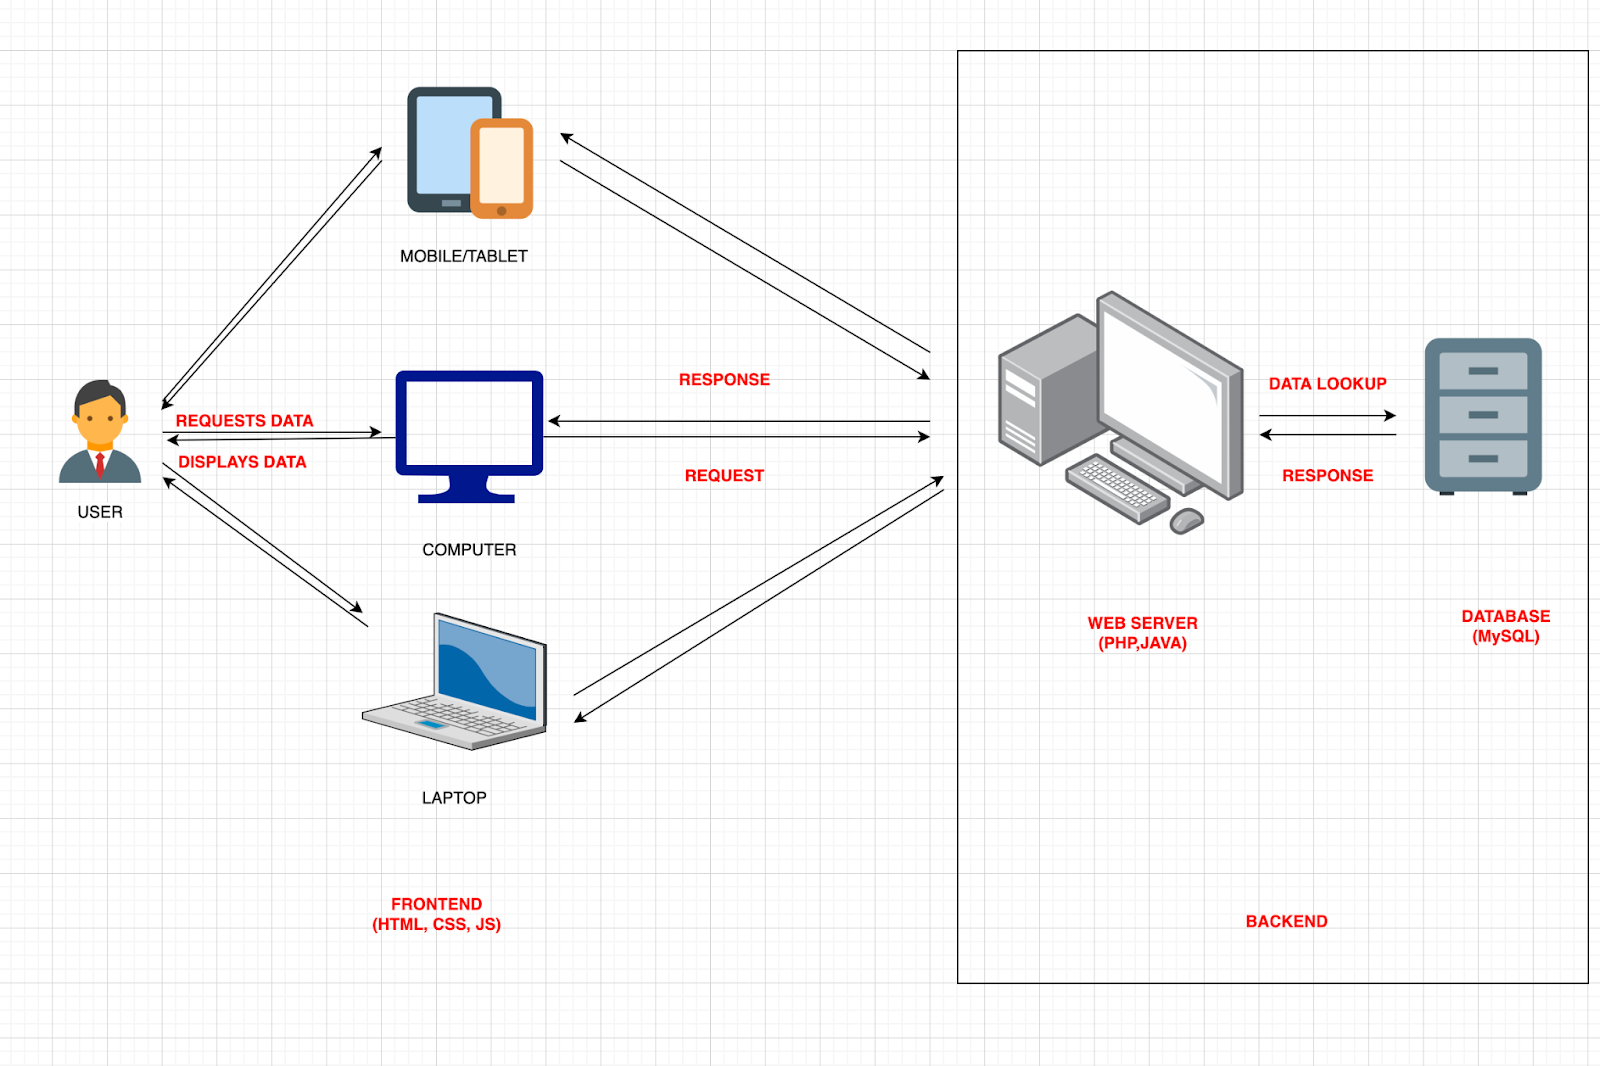 MOBILE/TABLET
RESPONSE
DATA LOOKUP
REQUESTS DATA
DISPLAYS DATA
REQUEST
RESPONSE
USER
COMPUTER
WEB SERVER
(PHP,JAVA)
DATABASE
(MySQL)
LAPTOP
FRONTEND
(HTML, CSS, JS)
BACKEND